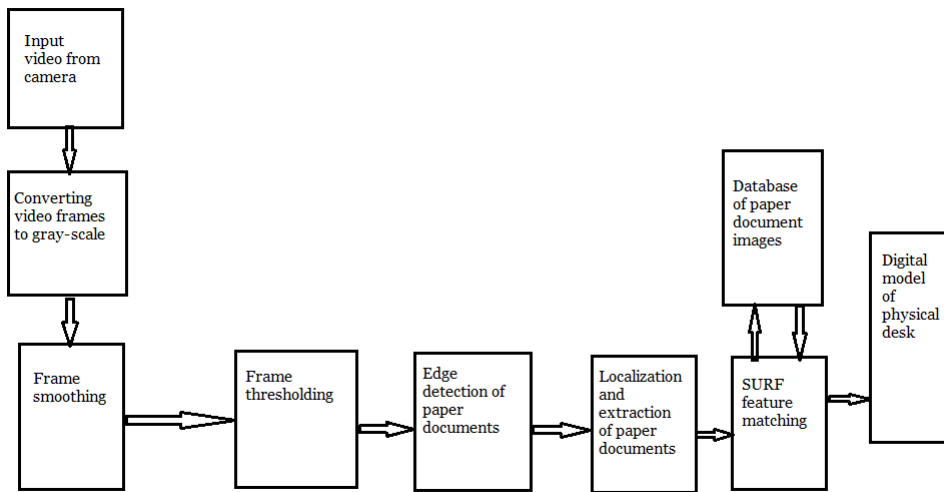 Input
video from
camera
Converting
video frames
to gray-scale
Frame
smoothing
Frame
thresholding
Edge
detection of
paper
documents
Localization and
extraction
of paper
documents
SURF
feature
matching
Database
of paper
document
images
Digital
model
of
physical
desk